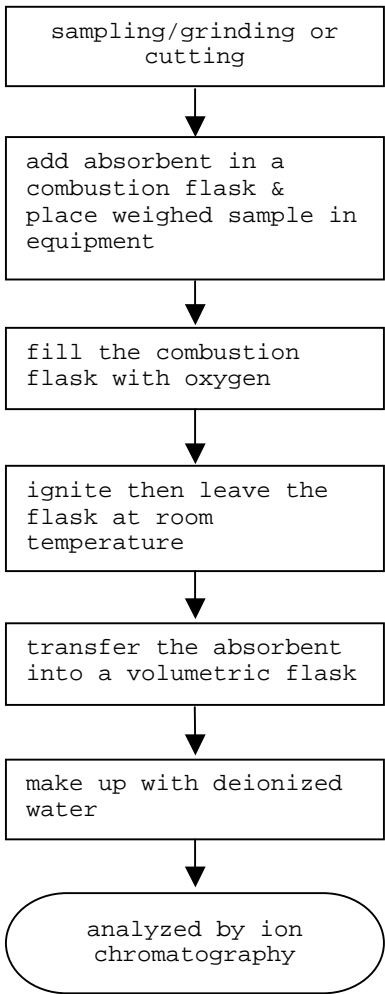 sampling/grinding or
cutting
add absorbent in a
combustion flask &
place weighed sample in
equipment
fill the combustion
flask with oxygen
ignite then leave the
flask at room
temperature
transfer the absorbent
into a volumetric flask
make up with deionized
water
analyzed by ion
chromatography